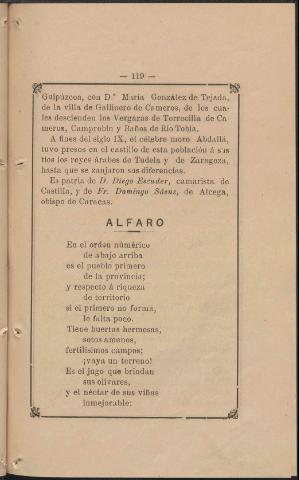 — 119 —
Guipúzcoa, con D.ª María González de Tejada,
de la villa de Gallinero de Cameros, de los cua-
les descienden los Vergaras de Torrecilla de Ca
meros, Camprobín y Baños de Río Tobía.
A fines del siglo IX, el célebre moro Abdallá,
tuvo presos en el castillo de esta población á sus
tíos los reyes árabes de Tudela y de Zaragoza,
hasta que se zanjaron sus diferencias.
Es patria de D. Diego Escuder, camarista de
Castilla, y de Fr. Domingo Sáenz, de Alcega,
obispo de Caracas.
ALFARO
En el orden numérico
de abajo arriba
es el pueblo primero
de la provincia;
y respecto á riqueza
de territorio
si el primero no forma,
le falta poco.
Tiene huertas hermosas,
sotos amenos,
fertilísimos campos;
¡vaya un terreno!
Es el jugo que brindan
sus olivares,
y el néctar de sus viñas
inmejorable: